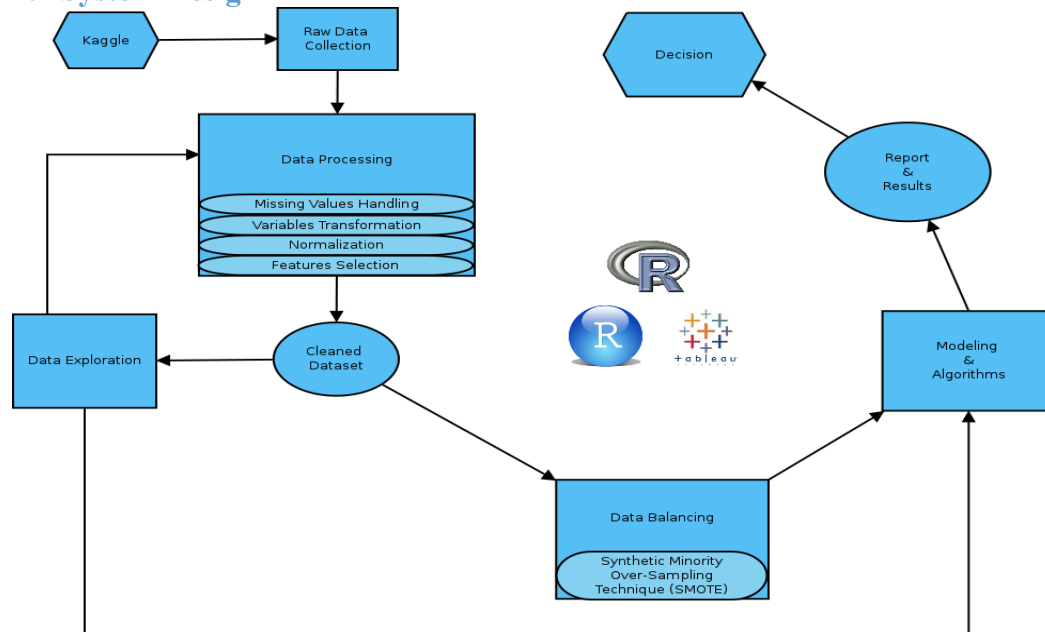 Kaggle
Raw Data
Collection
Decision
Data Processing
Missing Values Handling
Variables Transformation
Normalization
Features Selection
Report
&
Results
R
R
+ a b | e a u
Data Exploration
Cleaned
Dataset
Modeling
&
Algorithms
Data Balancing
Synthetic Minority
Over-Sampling
Technique (SMOTE)